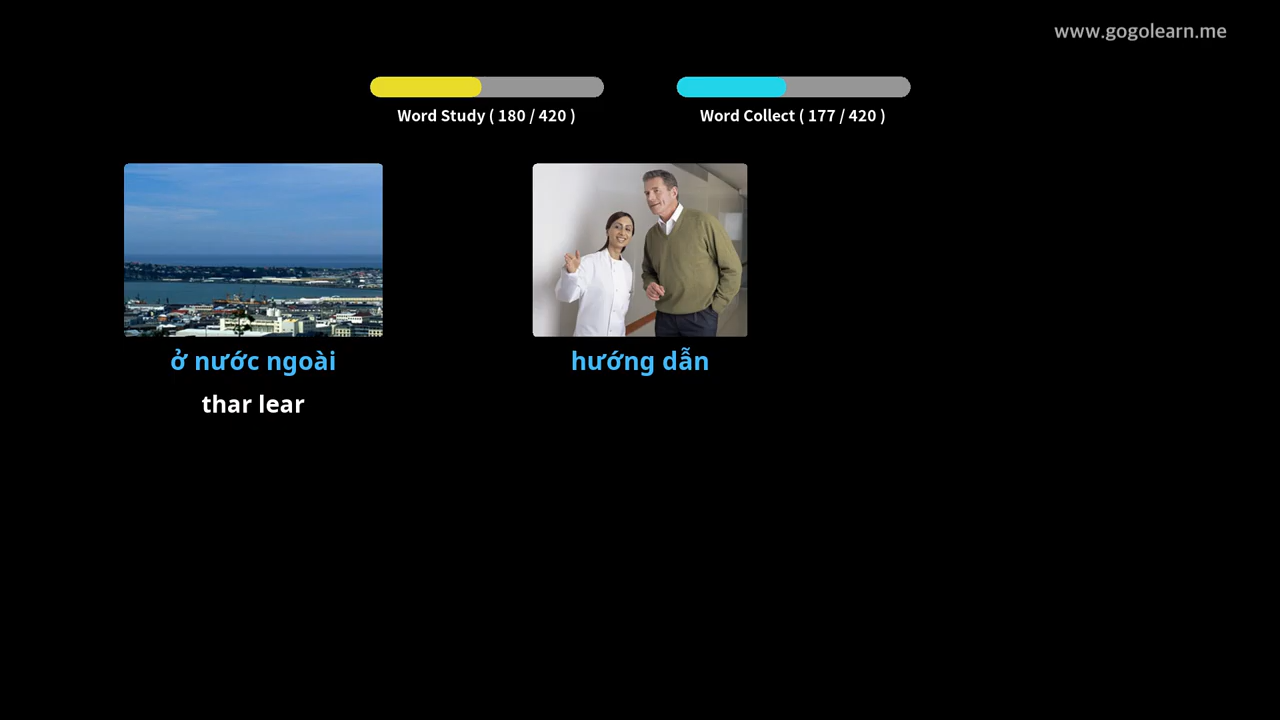 www.gogolearn.me
Word Study ( 180 / 420 )
Word Collect ( 177 / 420 )
ở nước ngoài
hướng dẫn
thar lear